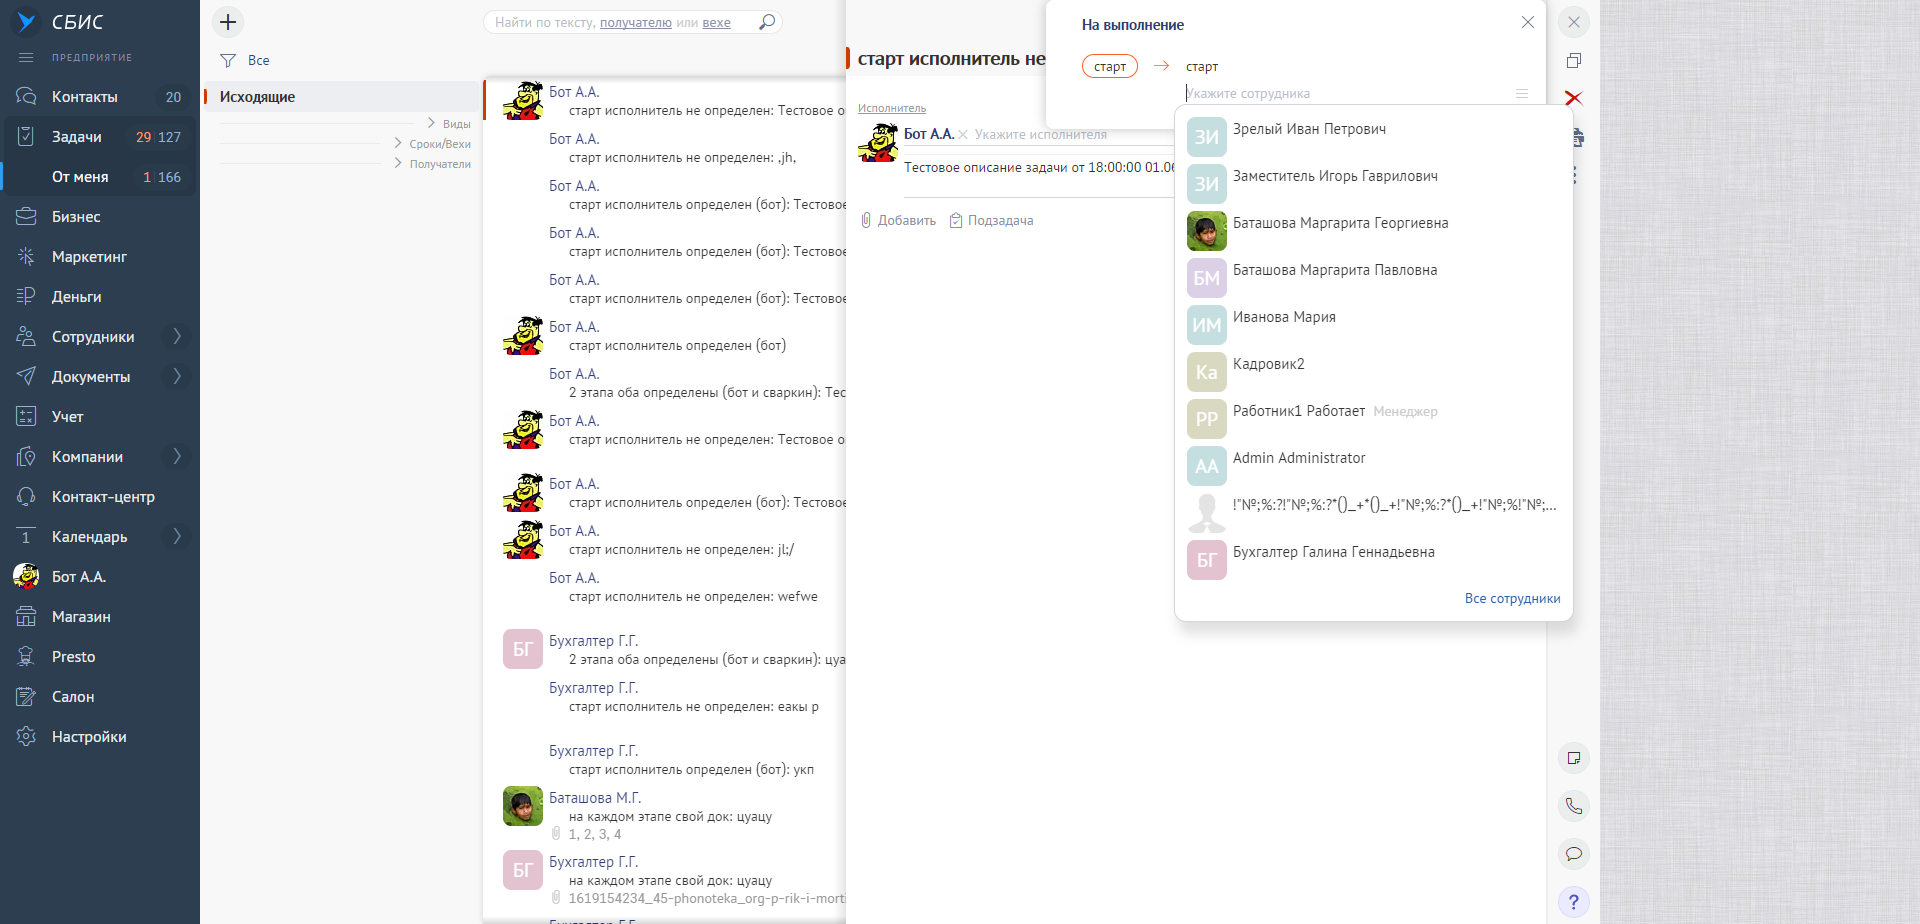 СБИС
ПРЕДПРИЯТИЕ
Контакты 20
Задачи 29 127
От меня 1 166
Бизнес
Маркетинг
Деньги
Сотрудники
Документы
Учет
Компании
Контакт-центр
1 Календарь
Бот А.А.
Магазин
Presto
Салон
Настройки
Найти по тексту, получателю или вехе
Все
Исходящие
Виды
Сроки/Вехи
Получатели
Бот А.А.
старт исполнитель не определен: Тестовое о
Бот А.А.
старт исполнитель не определен: ,jh,
Бот А.А.
старт исполнитель определен (бот): Тестовое
Бот А.А.
старт исполнитель определен (бот): Тестовое
Бот А.А.
старт исполнитель определен (бот): Тестовое
Бот А.А.
старт исполнитель определен (бот)
Бот А.А.
2 этапа оба определены (бот и сваркин): Тес
Бот А.А.
старт исполнитель не определен: Тестовое о
Бот А.А.
старт исполнитель определен (бот): Тестовое
Бот А.А.
старт исполнитель не определен: jl;/
Бот А.А.
старт исполнитель не определен: wefwe
БГ Бухгалтер Г.Г.
2 этапа оба определены (бот и сваркин): цуа
Бухгалтер Г.Г.
старт исполнитель не определен: еакы р
Бухгалтер Г.Г.
старт исполнитель определен (бот): укп
Баташова М.Г.
на каждом этапе свой док: цуацу
1, 2, 3, 4
БГ Бухгалтер Г.Г.
на каждом этапе свой док: цуацу
1619154234_45-phonoteka_org-p-rik-i-morti
Бухгалтер Г.Г.
старт исполнитель не
Исполнитель
Бот А.А. Укажите исполнителя
Тестовое описание задачи от 18:00:00 01.06
Добавить Подзадача
На выполнение
старт → старт
Укажите сотрудника
ЗИ Зрелый Иван Петрович
ЗИ Заместитель Игорь Гаврилович
Баташова Маргарита Георгиевна
БМ Баташова Маргарита Павловна
ИМ Иванова Мария
Ка Кадровик2
РР Работник1 Работает Менеджер
AA Admin Administrator
!"№;%:?!"№;%:?*()_+*()_+!"№;%:?*()_+!"№;%!"№;...
БГ Бухгалтер Галина Геннадьевна
Все сотрудники
?